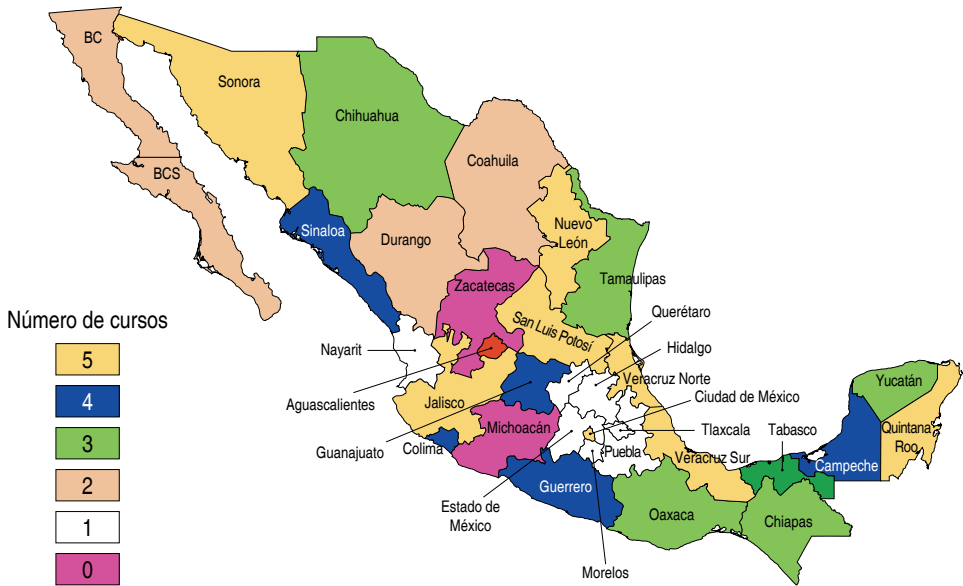 BC
Sonora
Chihuahua
Coahuila
BCS
Nuevo
León
Sinaloa
Durango
Tamaulipas
Zacatecas
San Luis Potosí
Querétaro
Número de cursos
5
4
3
2
1
0
Nayarit
Hidalgo
Aguascalientes
Veracruz Norte
Yucatán
Jalisco
Ciudad de México
Guanajuato
Michoacán
Tlaxcala
Tabasco
Quintana
Roo
Colima
Puebla
Veracruz Sur
Campeche
Estado de
México
Guerrero
Oaxaca
Chiapas
Morelos